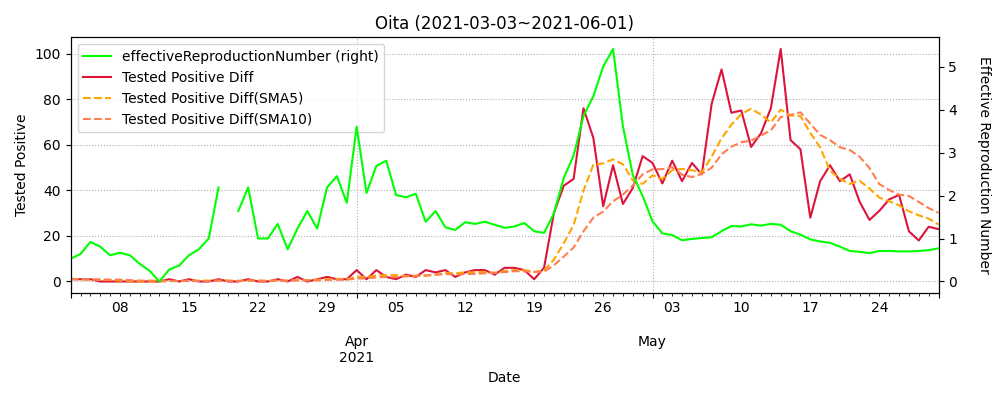 Oita (2021-03-03~2021-06-01)
effectiveReproductionNumber (right)
Tested Positive Diff
Tested Positive Diff(SMA5)
Tested Positive Diff(SMA10)
Tested Positive
100
80
60
40
20
0
Effective Reproduction Number
5
4
3
2
1
0
08 15 22 29 05 12 19 26 03 10 17 24
Apr May
2021
Date